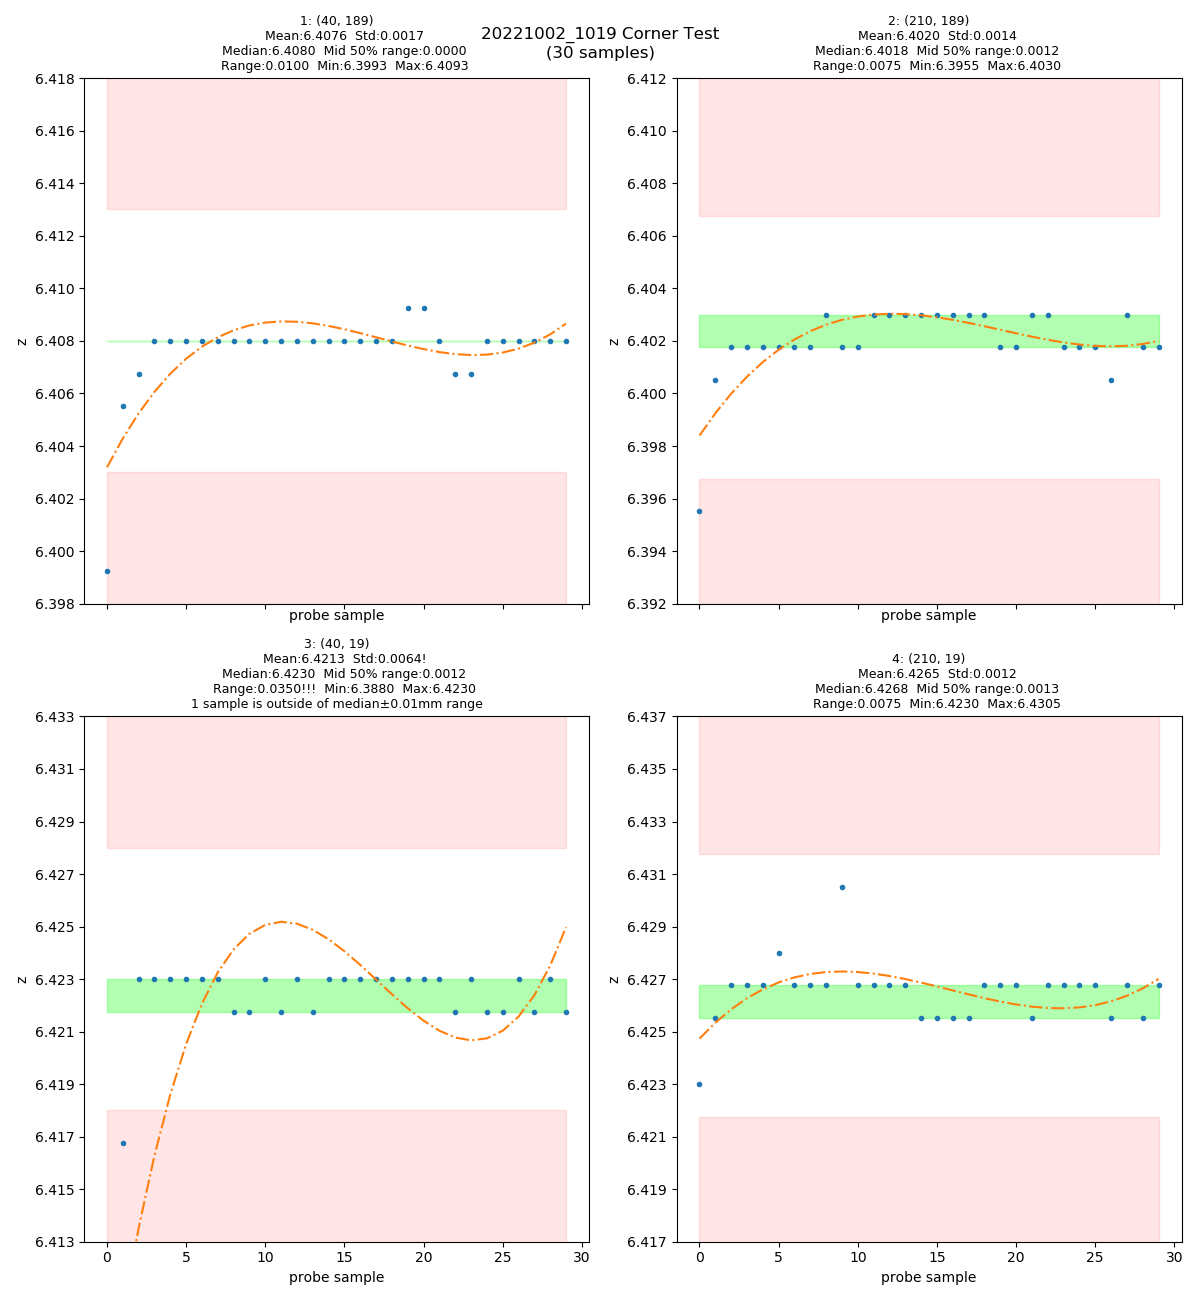 20221002_1019 Corner Test
(30 samples)
1: (40, 189)
Mean:6.4076 Std:0.0017
Median:6.4080 Mid 50% range:0.0000
Range:0.0100 Min:6.3993 Max:6.4093
6.418
6.416
6.414
6.412
6.410
6.408
6.406
6.404
6.402
6.400
6.398
z
probe sample
2: (210, 189)
Mean:6.4020 Std:0.0014
Median:6.4018 Mid 50% range:0.0012
Range:0.0075 Min:6.3955 Max:6.4030
6.412
6.410
6.408
6.406
6.404
6.402
6.400
6.398
6.396
6.394
6.392
z
probe sample
3: (40, 19)
Mean:6.4213 Std:0.0064!
Median:6.4230 Mid 50% range:0.0012
Range:0.0350!!! Min:6.3880 Max:6.4230
1 sample is outside of median±0.01mm range
6.433
6.431
6.429
6.427
6.425
6.423
6.421
6.419
6.417
6.415
6.413
z
0 5 10 15 20 25 30
probe sample
4: (210, 19)
Mean:6.4265 Std:0.0012
Median:6.4268 Mid 50% range:0.0013
Range:0.0075 Min:6.4230 Max:6.4305
6.437
6.435
6.433
6.431
6.429
6.427
6.425
6.423
6.421
6.419
6.417
z
0 5 10 15 20 25 30
probe sample